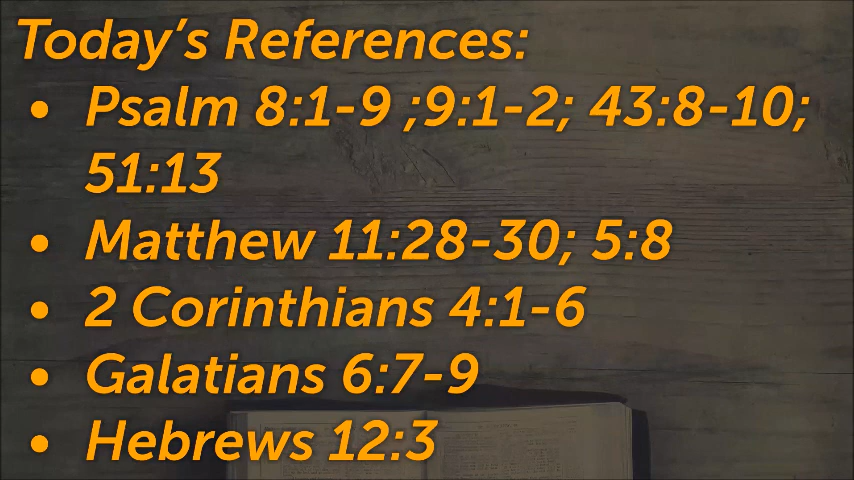 Today’s References:
• Psalm 8:1-9 ;9:1-2; 43:8-10;
51:13
• Matthew 11:28-30; 5:8
• 2 Corinthians 4:1-6
• Galatians 6:7-9
• Hebrews 12:3